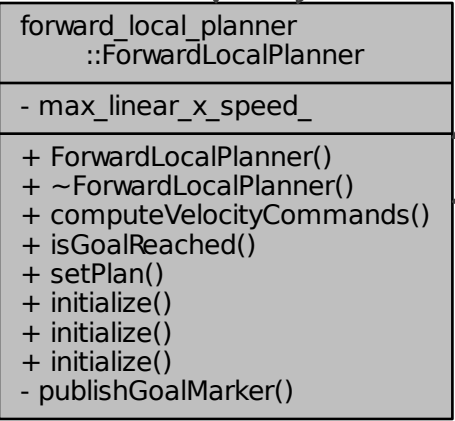 forward_local_planner
::ForwardLocalPlanner
- max_linear_x_speed_
+ ForwardLocalPlanner()
+ ~ForwardLocalPlanner()
+ computeVelocityCommands()
+ isGoalReached()
+ setPlan()
+ initialize()
+ initialize()
+ initialize()
- publishGoalMarker()